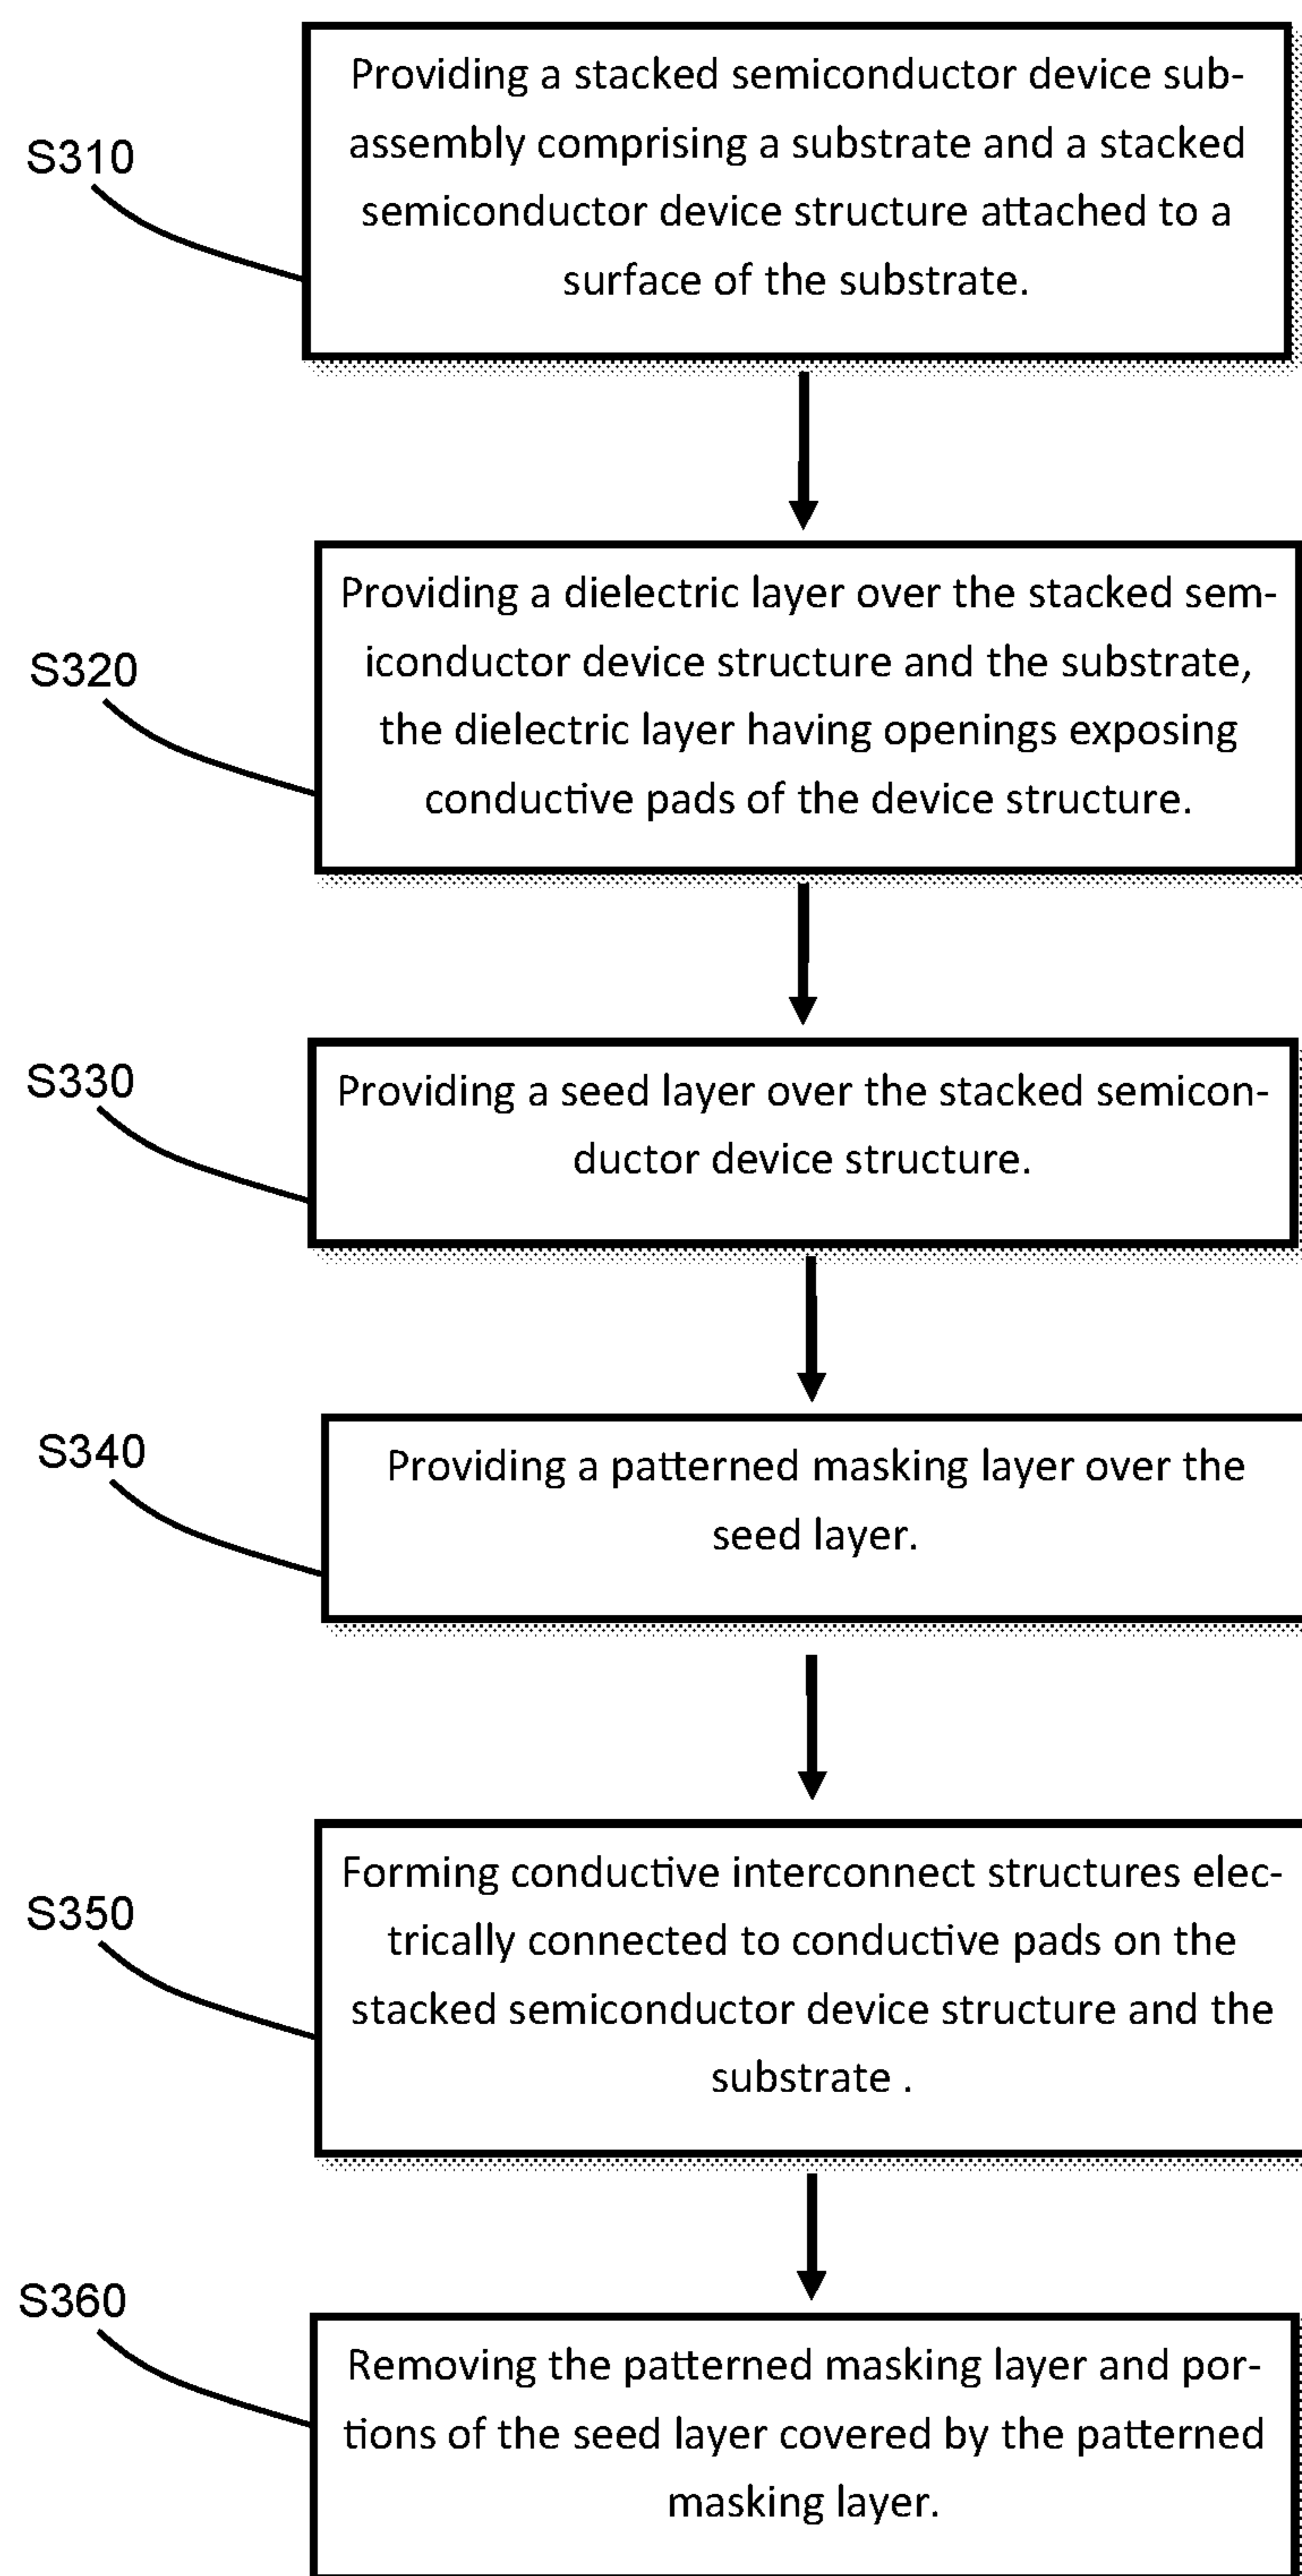 S310
Providing a stacked semiconductor device sub-
assembly comprising a substrate and a stacked
semiconductor device structure attached to a
surface of the substrate.
S320
Providing a dielectric layer over the stacked sem-
iconductor device structure and the substrate,
the dielectric layer having openings exposing
conductive pads of the device structure.
S330
Providing a seed layer over the stacked semicon-
ductor device structure.
S340
Providing a patterned masking layer over the
seed layer.
S350
Forming conductive interconnect structures elec-
trically connected to conductive pads on the
stacked semiconductor device structure and the
substrate .
S360
Removing the patterned masking layer and por-
tions of the seed layer covered by the patterned
masking layer.